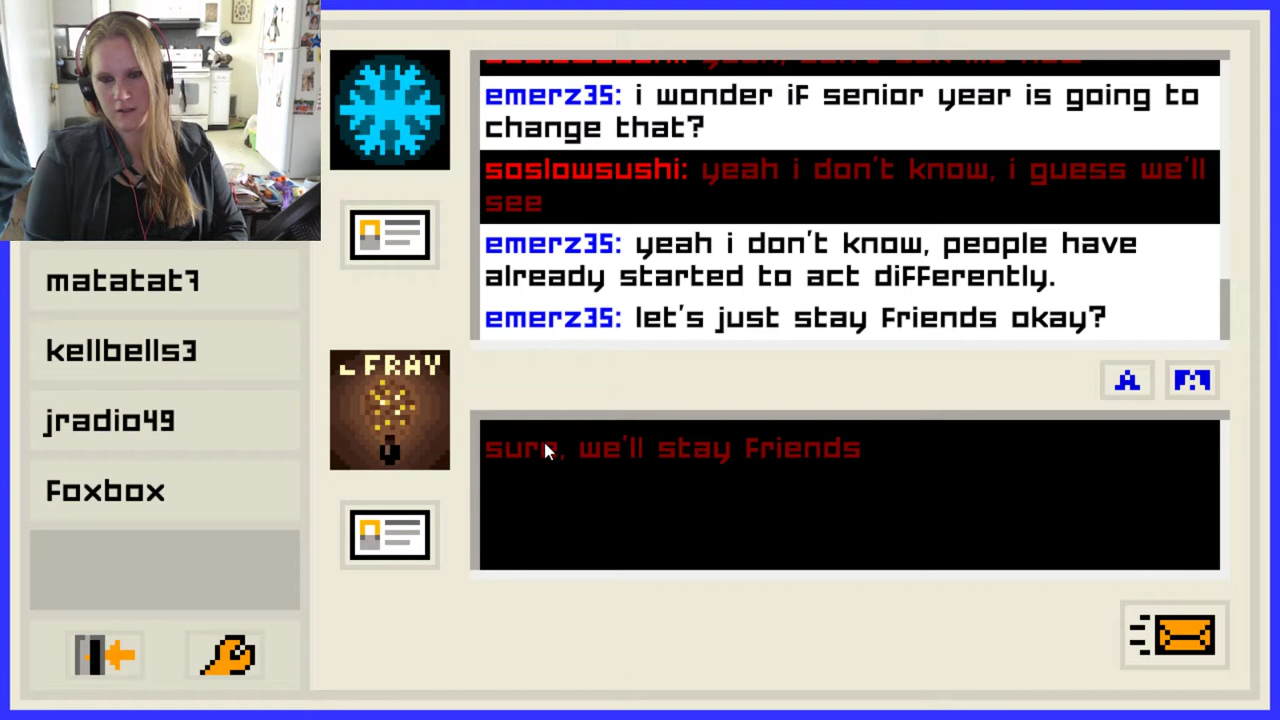 emerz35: i wonder if senior year is going to
change that?
soslowsushi: yeah i don't know, i guess we'll
see
emerz35: yeah i don't know, people have
already started to act differently.
emerz35: let's just stay friends okay?
matatat7
kellbells3
jradio49
Foxbox
FRAY
A
sure, we'll stay friends